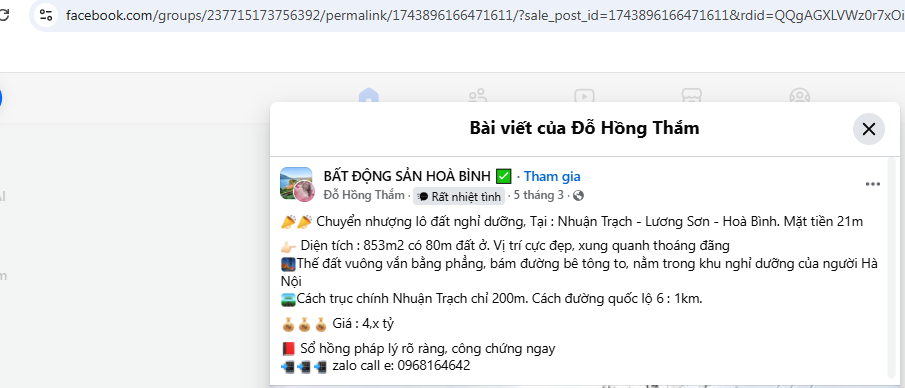 facebook.com/groups/237715173756392/permalink/1743896166471611/?sale_post_id=1743896166471611&rdid=QQgAGXLVWz0r7xOi
Bài viết của Đỗ Hồng Thắm
BẤT ĐỘNG SẢN HOÀ BÌNH ✅ · Tham gia
Đỗ Hồng Thắm · Rất nhiệt tình · 5 tháng 3 ·
🎉🎉 Chuyển nhượng lô đất nghỉ dưỡng, Tại : Nhuận Trạch - Lương Sơn - Hoà Bình. Mặt tiền 21m
👉🏻 Diện tích : 853m2 có 80m đất ở. Vị trí cực đẹp, xung quanh thoáng đãng
🌆Thế đất vuông vắn bằng phẳng, bám đường bê tông to, nằm trong khu nghỉ dưỡng của người Hà
Nội
🏞Cách trục chính Nhuận Trạch chỉ 200m. Cách đường quốc lộ 6 : 1km.
💰💰💰 Giá : 4,x tỷ
📕 Sổ hồng pháp lý rõ ràng, công chứng ngay
📲📲📲 zalo call e: 0968164642